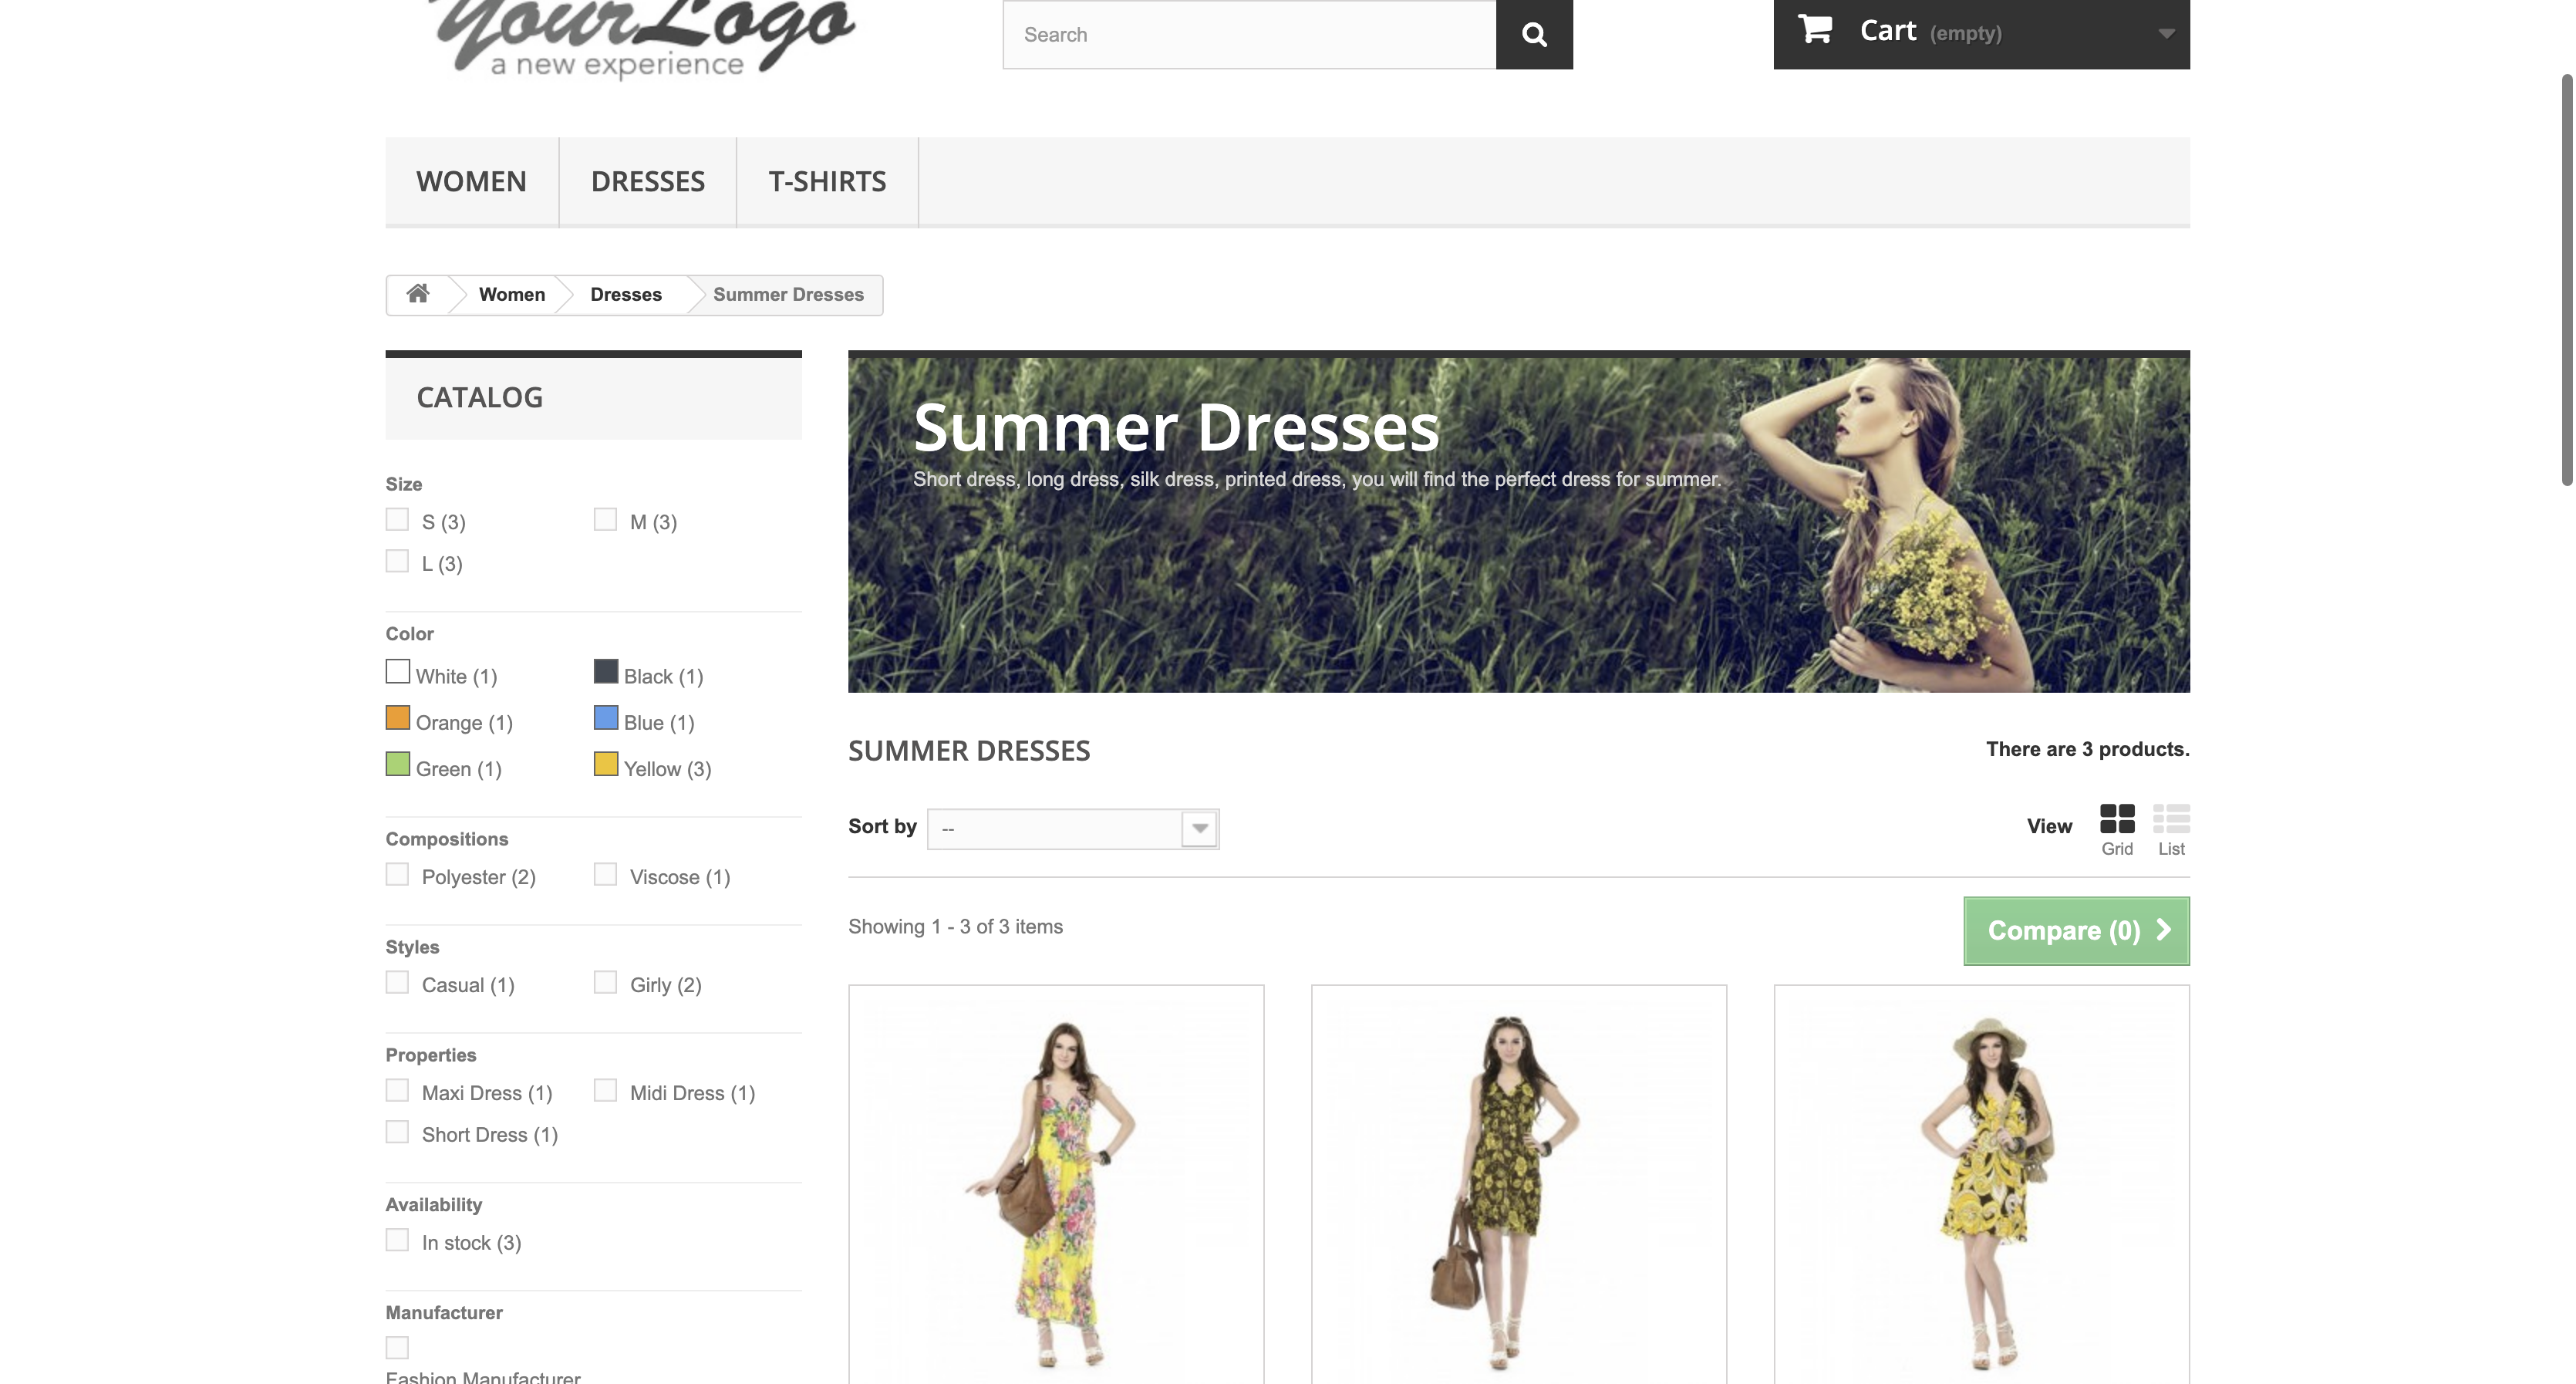 YourLogo
a new experience
Search
Cart (empty)
WOMEN
DRESSES
T-SHIRTS
Women
Dresses
Summer Dresses
CATALOG
Size
S (3)
M (3)
L (3)
Color
White (1)
Black (1)
Orange (1)
Blue (1)
Green (1)
Yellow (3)
Compositions
Polyester (2)
Viscose (1)
Styles
Casual (1)
Girly (2)
Properties
Maxi Dress (1)
Midi Dress (1)
Short Dress (1)
Availability
In stock (3)
Manufacturer
Fashion Manufacturer
Summer Dresses
Short dress, long dress, silk dress, printed dress, you will find the perfect dress for summer.
SUMMER DRESSES
There are 3 products.
Sort by
--
View
Grid
List
Showing 1 - 3 of 3 items
Compare (0)